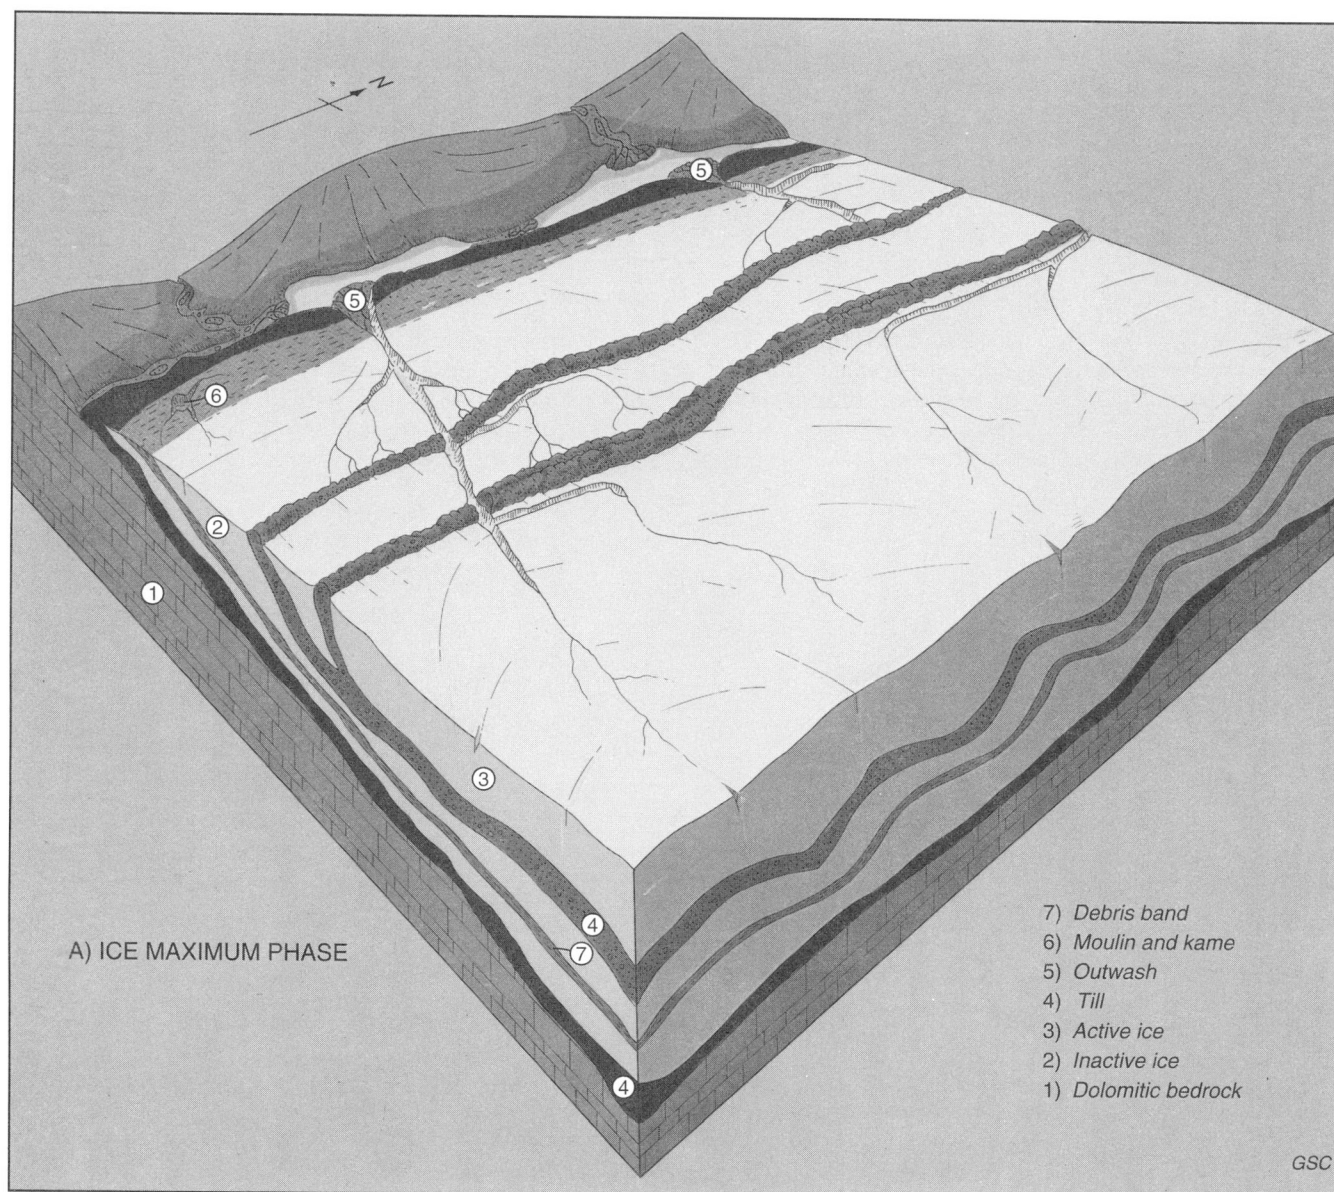 N
5
5
6
2
1
3
4
7
4
A) ICE MAXIMUM PHASE
7) Debris band
6) Moulin and kame
5) Outwash
4) Till
3) Active ice
2) Inactive ice
1) Dolomitic bedrock
GSC